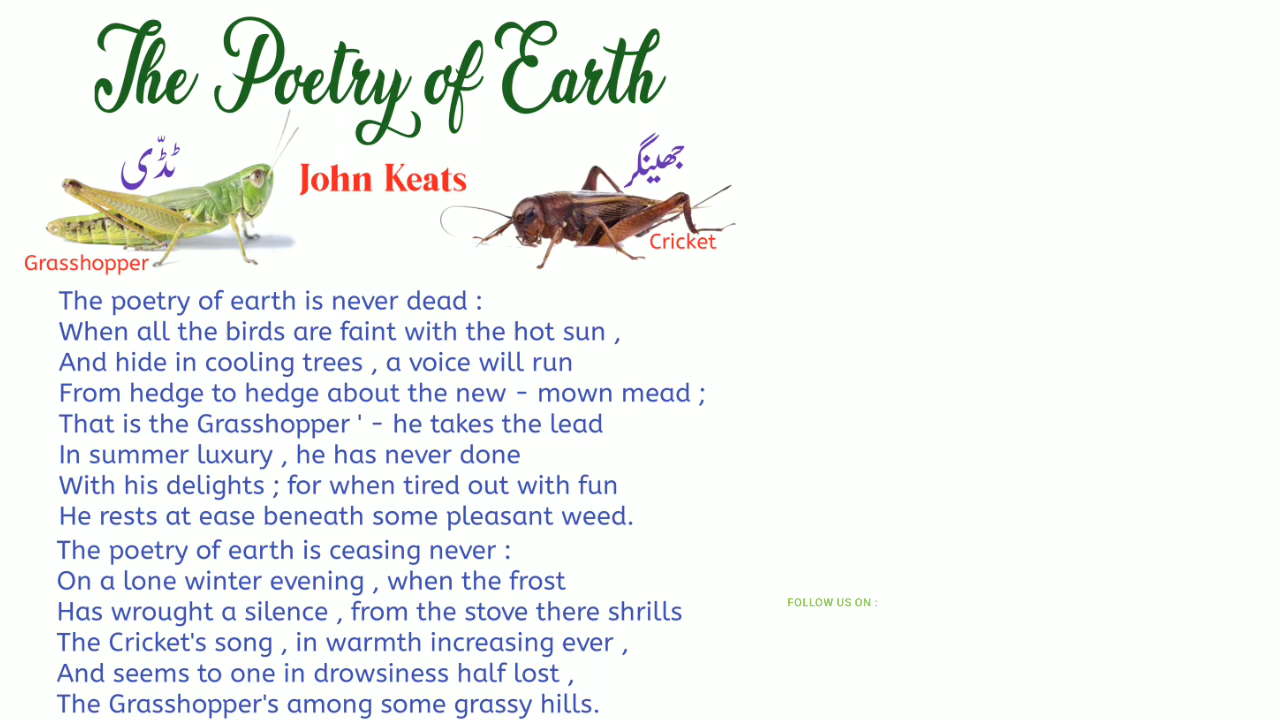 The Poetry of Earth
ٹڈّی
John Keats
جھینگر
Grasshopper
Cricket
The poetry of earth is never dead :
When all the birds are faint with the hot sun ,
And hide in cooling trees , a voice will run
From hedge to hedge about the new - mown mead ;
That is the Grasshopper ' - he takes the lead
In summer luxury , he has never done
With his delights ; for when tired out with fun
He rests at ease beneath some pleasant weed.
The poetry of earth is ceasing never :
On a lone winter evening , when the frost
Has wrought a silence , from the stove there shrills
The Cricket's song , in warmth increasing ever ,
And seems to one in drowsiness half lost ,
The Grasshopper's among some grassy hills.
FOLLOW US ON :